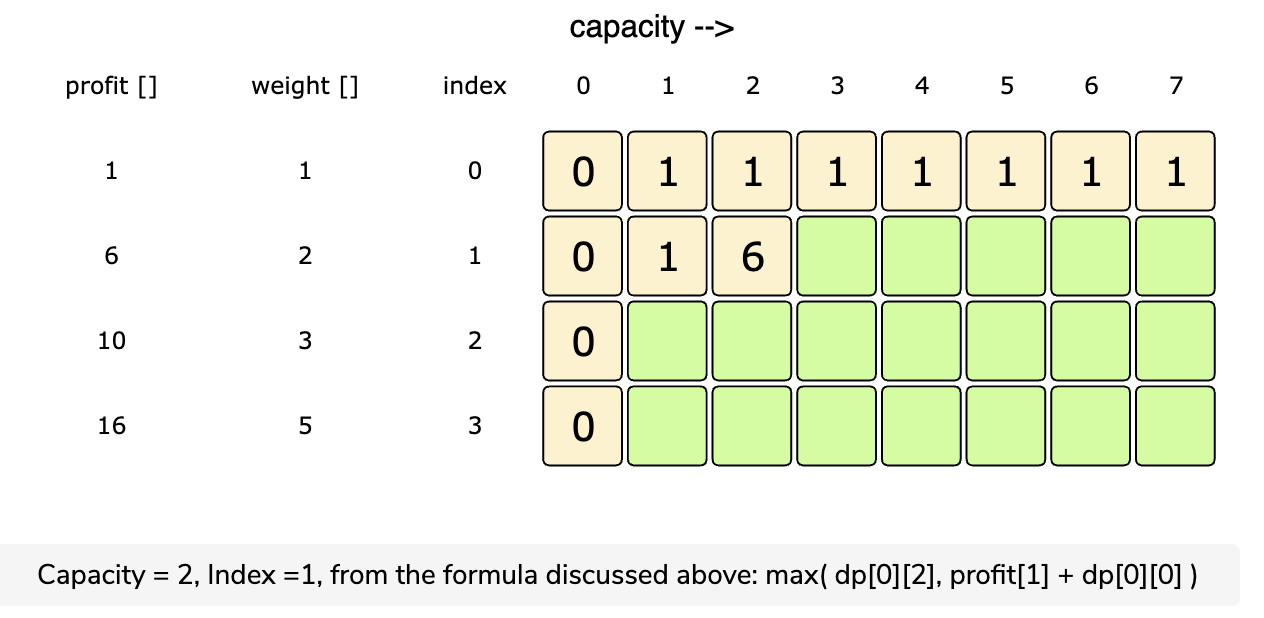 capacity -->
profit [] weight [] index 0 1 2 3 4 5 6 7
1 1 0 0 1 1 1 1 1 1 1
6 2 1 0 1 6
10 3 2 0
16 5 3 0
Capacity = 2, Index =1, from the formula discussed above: max( dp[0][2], profit[1] + dp[0][0] )